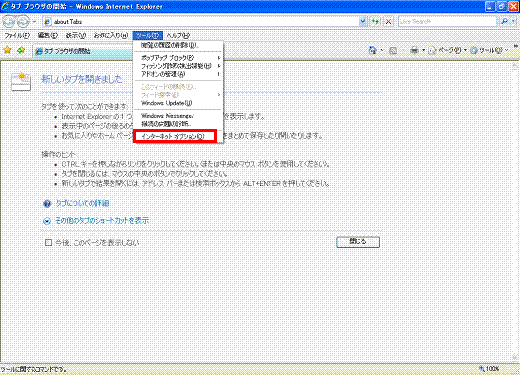 タブ ブラウザの開始 - Windows Internet Explorer
about:Tabs
Live Search
ファイル(F) 編集(E) 表示(V) お気に入り(A) ツール(T) ヘルプ(H)
タブ ブラウザの開始
ページ(P) ツール(O)
閲覧の履歴の削除(D)...
ポップアップ ブロック(P)
フィッシング詐欺検出機能(H)
アドオンの管理(A)
このフィードの購読(F)...
フィード探索(E)
Windows Update(U)
Windows Messenger
接続の問題の診断...
インターネット オプション(O)
新しいタブを開きました
タブを使って次のことができます:
Internet Explorer の 1 つ
を表示します。
表示中のページの後ろの
お気に入りやホーム ペー
をまとめて保存したり開いたりします。
操作のヒント:
CTRL キーを押しながらリンクをクリックしてください。(または中央のマウス ボタンを使用してください。
タブを閉じるには、マウスの中央のボタンでクリックしてください。
新しいタブで結果を開くには、アドレス バーまたは検索ボックスから ALT+ENTER を押してください。
タブについての詳細
その他のタブのショートカットを表示
今後、このページを表示しない
閉じる
ツールに関するコマンドです。
100%